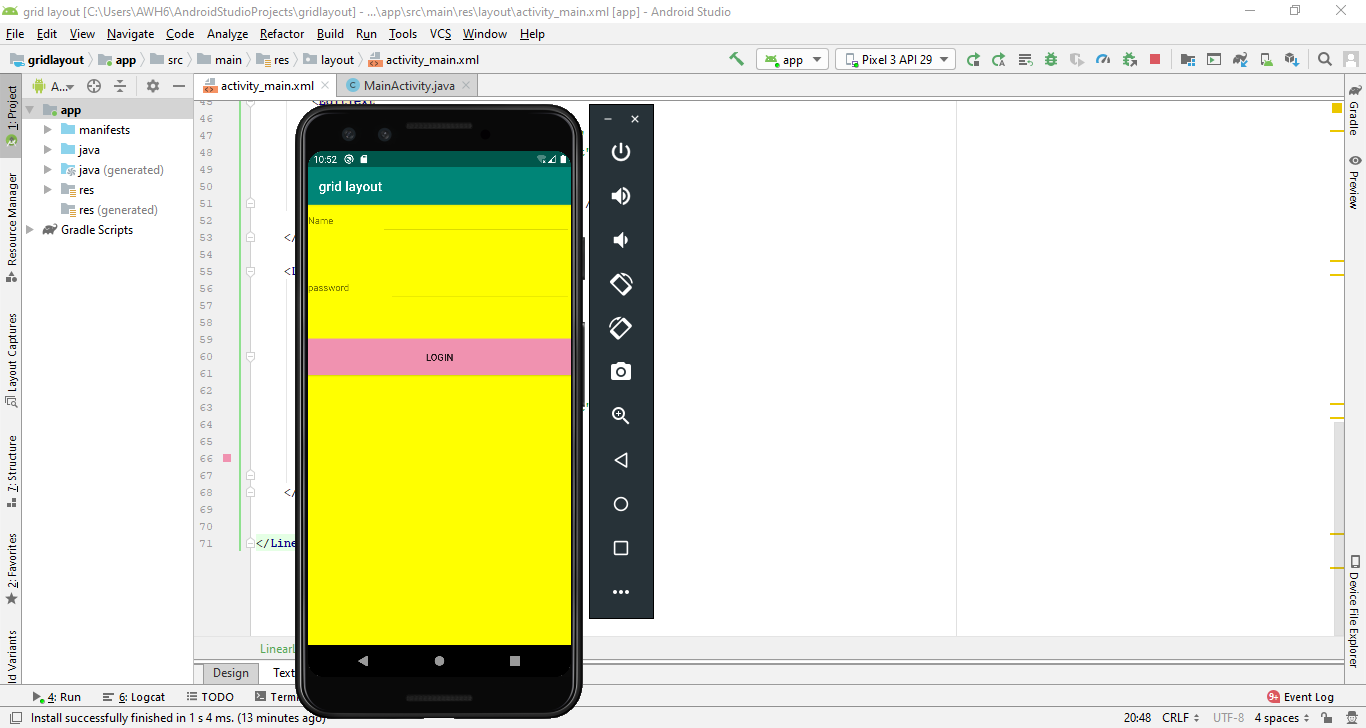 grid layout [C:\Users\AWH6\AndroidStudioProjects\gridlayout] - ...\app\src\main\res\layout\activity_main.xml [app] - Android Studio
File Edit View Navigate Code Analyze Refactor Build Run Tools VCS Window Help
gridlayout app src main res layout activity_main.xml app Pixel 3 API 29
1: Project A... activity_main.xml MainActivity.java Gradle
app
manifests
java
java (generated)
res
res (generated)
Gradle Scripts
Resource Manager
Layout Captures
7: Structure
2: Favorites
ld Variants
46
47
48
49
50
51
52
53 </
54
55
56
57
58
59
60
61
62
63
64
65
66
67
68 </
69
70
71 </Line
10:52
grid layout
Name
password
LOGIN
Preview
Device File Explorer
LinearL
Design Text
4: Run 6: Logcat TODO Termi 9+ Event Log
Install successfully finished in 1 s 4 ms. (13 minutes ago) 20:48 CRLF UTF-8 4 spaces